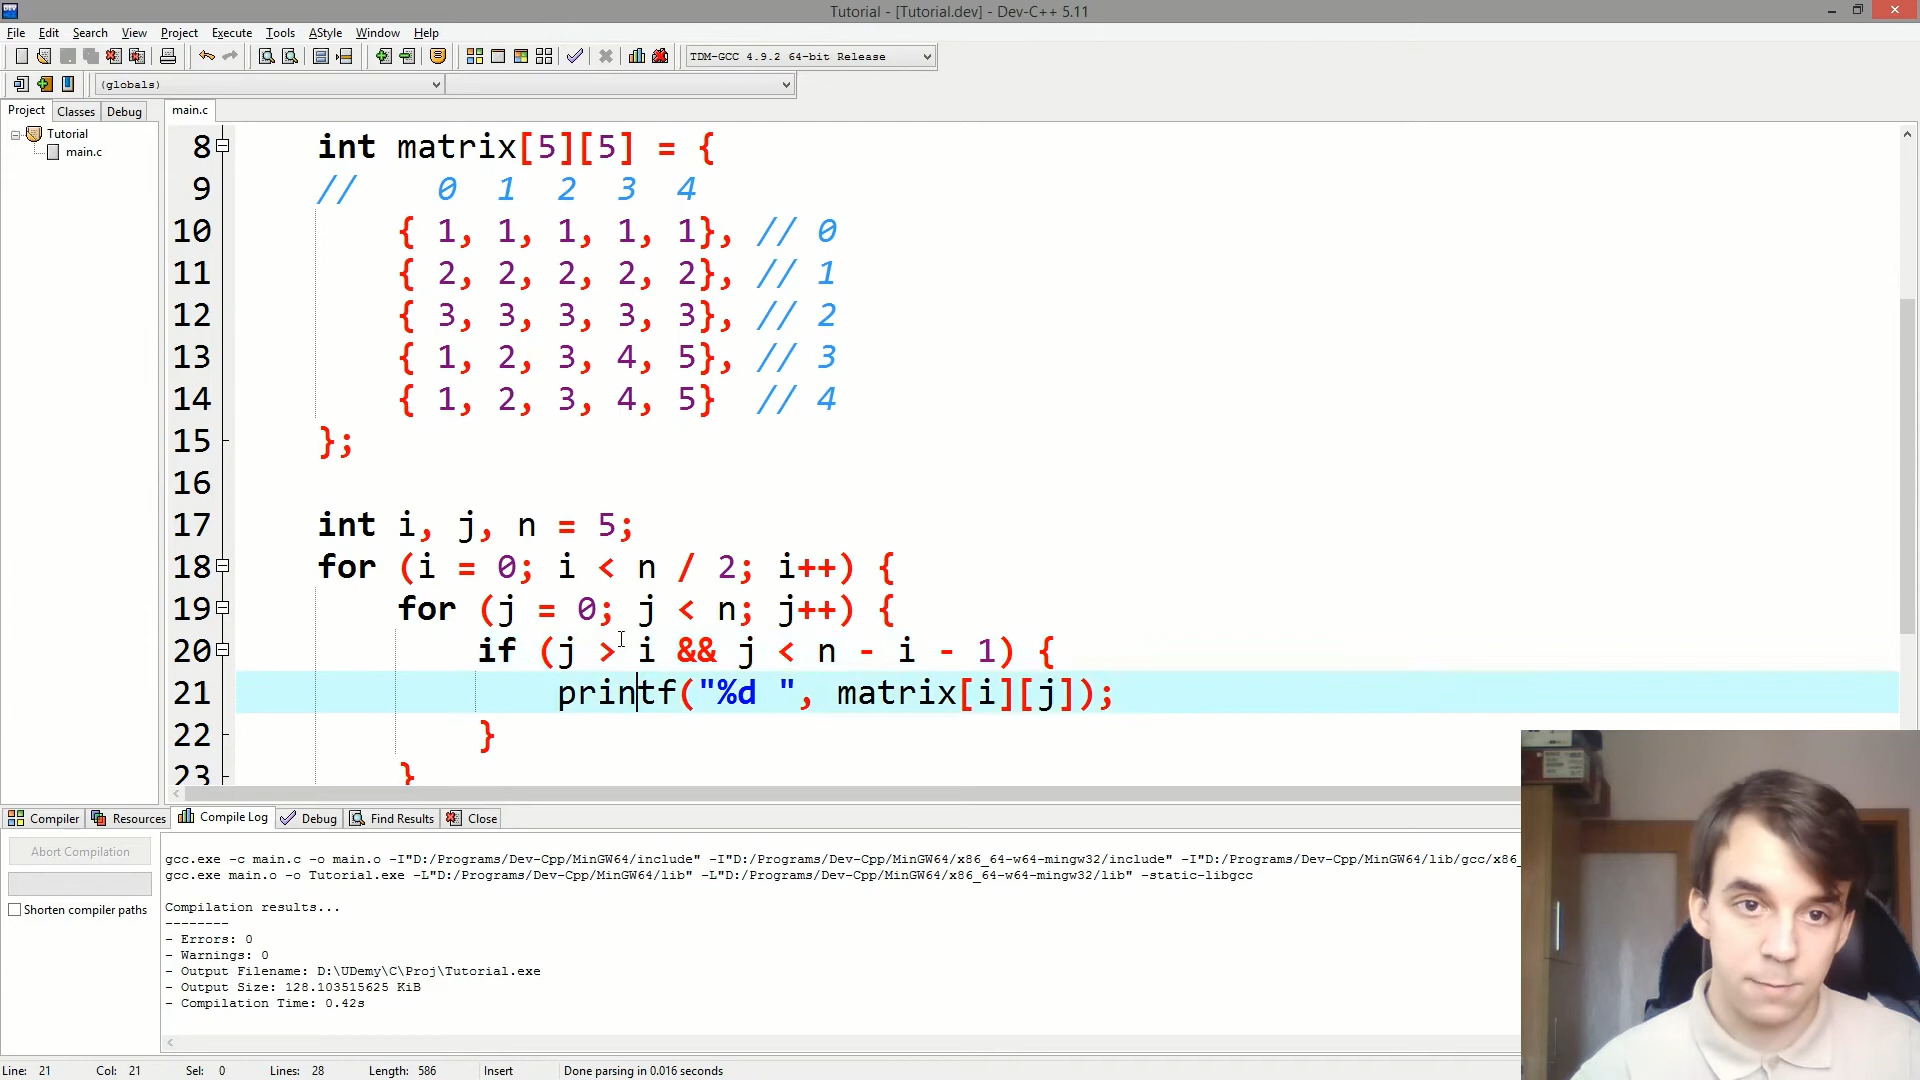 Tutorial - [Tutorial.dev] - Dev-C++ 5.11
File Edit Search View Project Execute Tools AStyle Window Help
TDM-GCC 4.9.2 64-bit Release
(globals)
Project Classes Debug
main.c
Tutorial
main.c
8 int matrix[5][5] = {
9 // 0 1 2 3 4
10 { 1, 1, 1, 1, 1}, // 0
11 { 2, 2, 2, 2, 2}, // 1
12 { 3, 3, 3, 3, 3}, // 2
13 { 1, 2, 3, 4, 5}, // 3
14 { 1, 2, 3, 4, 5} // 4
15 };
16
17 int i, j, n = 5;
18 for (i = 0; i < n / 2; i++) {
19 for (j = 0; j < n; j++) {
20 if (j > i && j < n - i - 1) {
21 printf("%d ", matrix[i][j]);
22 }
23 }
Compiler Resources Compile Log Debug Find Results Close
Abort Compilation
Shorten compiler paths
gcc.exe -c main.c -o main.o -I"D:/Programs/Dev-Cpp/MinGW64/include" -I"D:/Programs/Dev-Cpp/MinGW64/x86_64-w64-mingw32/include" -I"D:/Programs/Dev-Cpp/MinGW64/lib/gcc/x86_
gcc.exe main.o -o Tutorial.exe -L"D:/Programs/Dev-Cpp/MinGW64/lib" -L"D:/Programs/Dev-Cpp/MinGW64/x86_64-w64-mingw32/lib" -static-libgcc
Compilation results...
--------
- Errors: 0
- Warnings: 0
- Output Filename: D:\UDemy\C\Proj\Tutorial.exe
- Output Size: 128.103515625 KiB
- Compilation Time: 0.42s
Line: 21 Col: 21 Sel: 0 Lines: 28 Length: 586 Insert Done parsing in 0.016 seconds